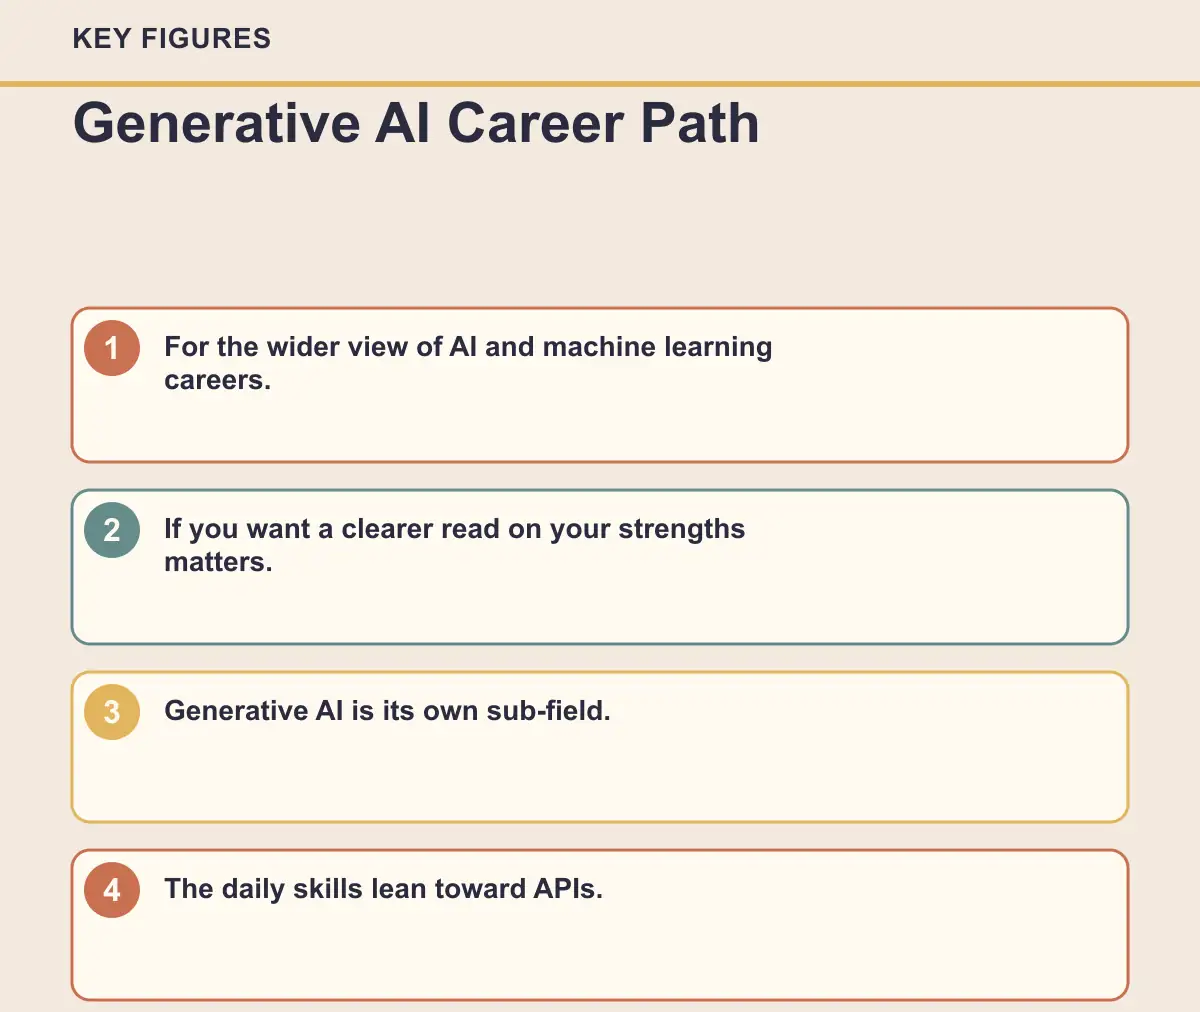 KEY FIGURES
Generative AI Career Path
1
For the wider view of AI and machine learning
careers.
2
If you want a clearer read on your strengths
matters.
3
Generative AI is its own sub-field.
4
The daily skills lean toward APIs.